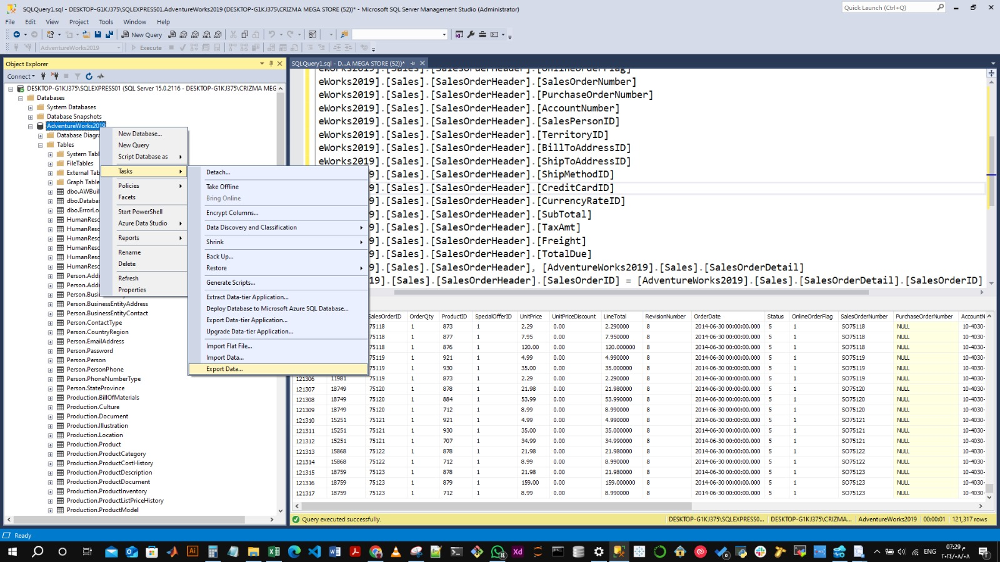 SQLQuery1.sql - DESKTOP-G1KJ375\SQLEXPRESS01.AdventureWorks2019 (DESKTOP-G1KJ375\CRIZMA MEGA STORE (52))* - Microsoft SQL Server Management Studio (Administrator)
Quick Launch (Ctrl+Q)
File Edit View Project Tools Window Help
New Query
AdventureWorks2019
Execute
Object Explorer
Connect
DESKTOP-G1KJ375\SQLEXPRESS01 (SQL Server 15.0.2116 - DESKTOP-G1KJ375\CRIZMA MEG
Databases
System Databases
Database Snapshots
AdventureWorks2019
Database Diagra
Tables
System Tabl
FileTables
External Tab
Graph Table
dbo.AWBuil
dbo.Databas
dbo.ErrorLo
HumanResc
HumanResc
HumanResc
HumanResc
HumanResc
HumanResc
Person.Addr
Person.Addr
Person.Busin
Person.BusinessEntityAddress
Person.BusinessEntityContact
Person.ContactType
Person.CountryRegion
Person.EmailAddress
Person.Password
Person.Person
Person.PersonPhone
Person.PhoneNumberType
Person.StateProvince
Production.BillOfMaterials
Production.Culture
Production.Document
Production.Illustration
Production.Location
Production.Product
Production.ProductCategory
Production.ProductCostHistory
Production.ProductDescription
Production.ProductDocument
Production.ProductInventory
Production.ProductListPriceHistory
Production.ProductModel
New Database...
New Query
Script Database as
Tasks
Policies
Facets
Start PowerShell
Azure Data Studio
Reports
Rename
Delete
Refresh
Properties
Detach...
Take Offline
Bring Online
Encrypt Columns...
Data Discovery and Classification
Shrink
Back Up...
Restore
Generate Scripts...
Extract Data-tier Application...
Deploy Database to Microsoft Azure SQL Database...
Export Data-tier Application...
Upgrade Data-tier Application...
Import Flat File...
Import Data...
Export Data...
SQLQuery1.sql - D...A MEGA STORE (52))*
eWorks2019].[Sales].[SalesOrderHeader].[OnlineOrderFlag]
eWorks2019].[Sales].[SalesOrderHeader].[SalesOrderNumber]
eWorks2019].[Sales].[SalesOrderHeader].[PurchaseOrderNumber]
eWorks2019].[Sales].[SalesOrderHeader].[AccountNumber]
eWorks2019].[Sales].[SalesOrderHeader].[SalesPersonID]
eWorks2019].[Sales].[SalesOrderHeader].[TerritoryID]
eWorks2019].[Sales].[SalesOrderHeader].[BillToAddressID]
eWorks2019].[Sales].[SalesOrderHeader].[ShipToAddressID]
9].[Sales].[SalesOrderHeader].[ShipMethodID]
9].[Sales].[SalesOrderHeader].[CreditCardID]
9].[Sales].[SalesOrderHeader].[CurrencyRateID]
9].[Sales].[SalesOrderHeader].[SubTotal]
9].[Sales].[SalesOrderHeader].[TaxAmt]
9].[Sales].[SalesOrderHeader].[Freight]
9].[Sales].[SalesOrderHeader].[TotalDue]
9].[Sales].[SalesOrderHeader], [AdventureWorks2019].[Sales].[SalesOrderDetail]
19].[Sales].[SalesOrderHeader].[SalesOrderID] = [AdventureWorks2019].[Sales].[SalesOrderDetail].[SalesOrderID]
SalesOrderID OrderQty ProductID SpecialOfferID UnitPrice UnitPriceDiscount LineTotal RevisionNumber OrderDate Status OnlineOrderFlag SalesOrderNumber PurchaseOrderNumber AccountN
75118 1 873 1 2.29 0.00 2.290000 8 2014-06-30 00:00:00.000 5 1 SO75118 NULL 10-4030-
75118 1 877 1 7.95 0.00 7.950000 8 2014-06-30 00:00:00.000 5 1 SO75118 NULL 10-4030-
75118 1 876 1 120.00 0.00 120.000000 8 2014-06-30 00:00:00.000 5 1 SO75118 NULL 10-4030-
75119 1 921 1 4.99 0.00 4.990000 8 2014-06-30 00:00:00.000 5 1 SO75119 NULL 10-4030-
75119 1 930 1 35.00 0.00 35.000000 8 2014-06-30 00:00:00.000 5 1 SO75119 NULL 10-4030-
121306 11981 75119 1 873 1 2.29 0.00 2.290000 8 2014-06-30 00:00:00.000 5 1 SO75119 NULL 10-4030-
121307 18749 75120 1 878 1 21.98 0.00 21.980000 8 2014-06-30 00:00:00.000 5 1 SO75120 NULL 10-4030-
121308 18749 75120 1 884 1 53.99 0.00 53.990000 8 2014-06-30 00:00:00.000 5 1 SO75120 NULL 10-4030-
121309 18749 75120 1 712 1 8.99 0.00 8.990000 8 2014-06-30 00:00:00.000 5 1 SO75120 NULL 10-4030-
121310 15251 75121 1 921 1 4.99 0.00 4.990000 8 2014-06-30 00:00:00.000 5 1 SO75121 NULL 10-4030-
121311 15251 75121 1 930 1 35.00 0.00 35.000000 8 2014-06-30 00:00:00.000 5 1 SO75121 NULL 10-4030-
121312 15251 75121 1 707 1 34.99 0.00 34.990000 8 2014-06-30 00:00:00.000 5 1 SO75121 NULL 10-4030-
121313 15868 75122 1 878 1 21.98 0.00 21.980000 8 2014-06-30 00:00:00.000 5 1 SO75122 NULL 10-4030-
121314 15868 75122 1 712 1 8.99 0.00 8.990000 8 2014-06-30 00:00:00.000 5 1 SO75122 NULL 10-4030-
121315 18759 75123 1 878 1 21.98 0.00 21.980000 8 2014-06-30 00:00:00.000 5 1 SO75123 NULL 10-4030-
121316 18759 75123 1 879 1 159.00 0.00 159.000000 8 2014-06-30 00:00:00.000 5 1 SO75123 NULL 10-4030-
121317 18759 75123 1 712 1 8.99 0.00 8.990000 8 2014-06-30 00:00:00.000 5 1 SO75123 NULL 10-4030-
Query executed successfully.
DESKTOP-G1KJ375\SQLEXPRESS0... DESKTOP-G1KJ375\CRIZMA... AdventureWorks2019 00:00:01 121,317 rows
Ready
ENG
07:29 م
٢٠٢٤/٠٨/٠٨